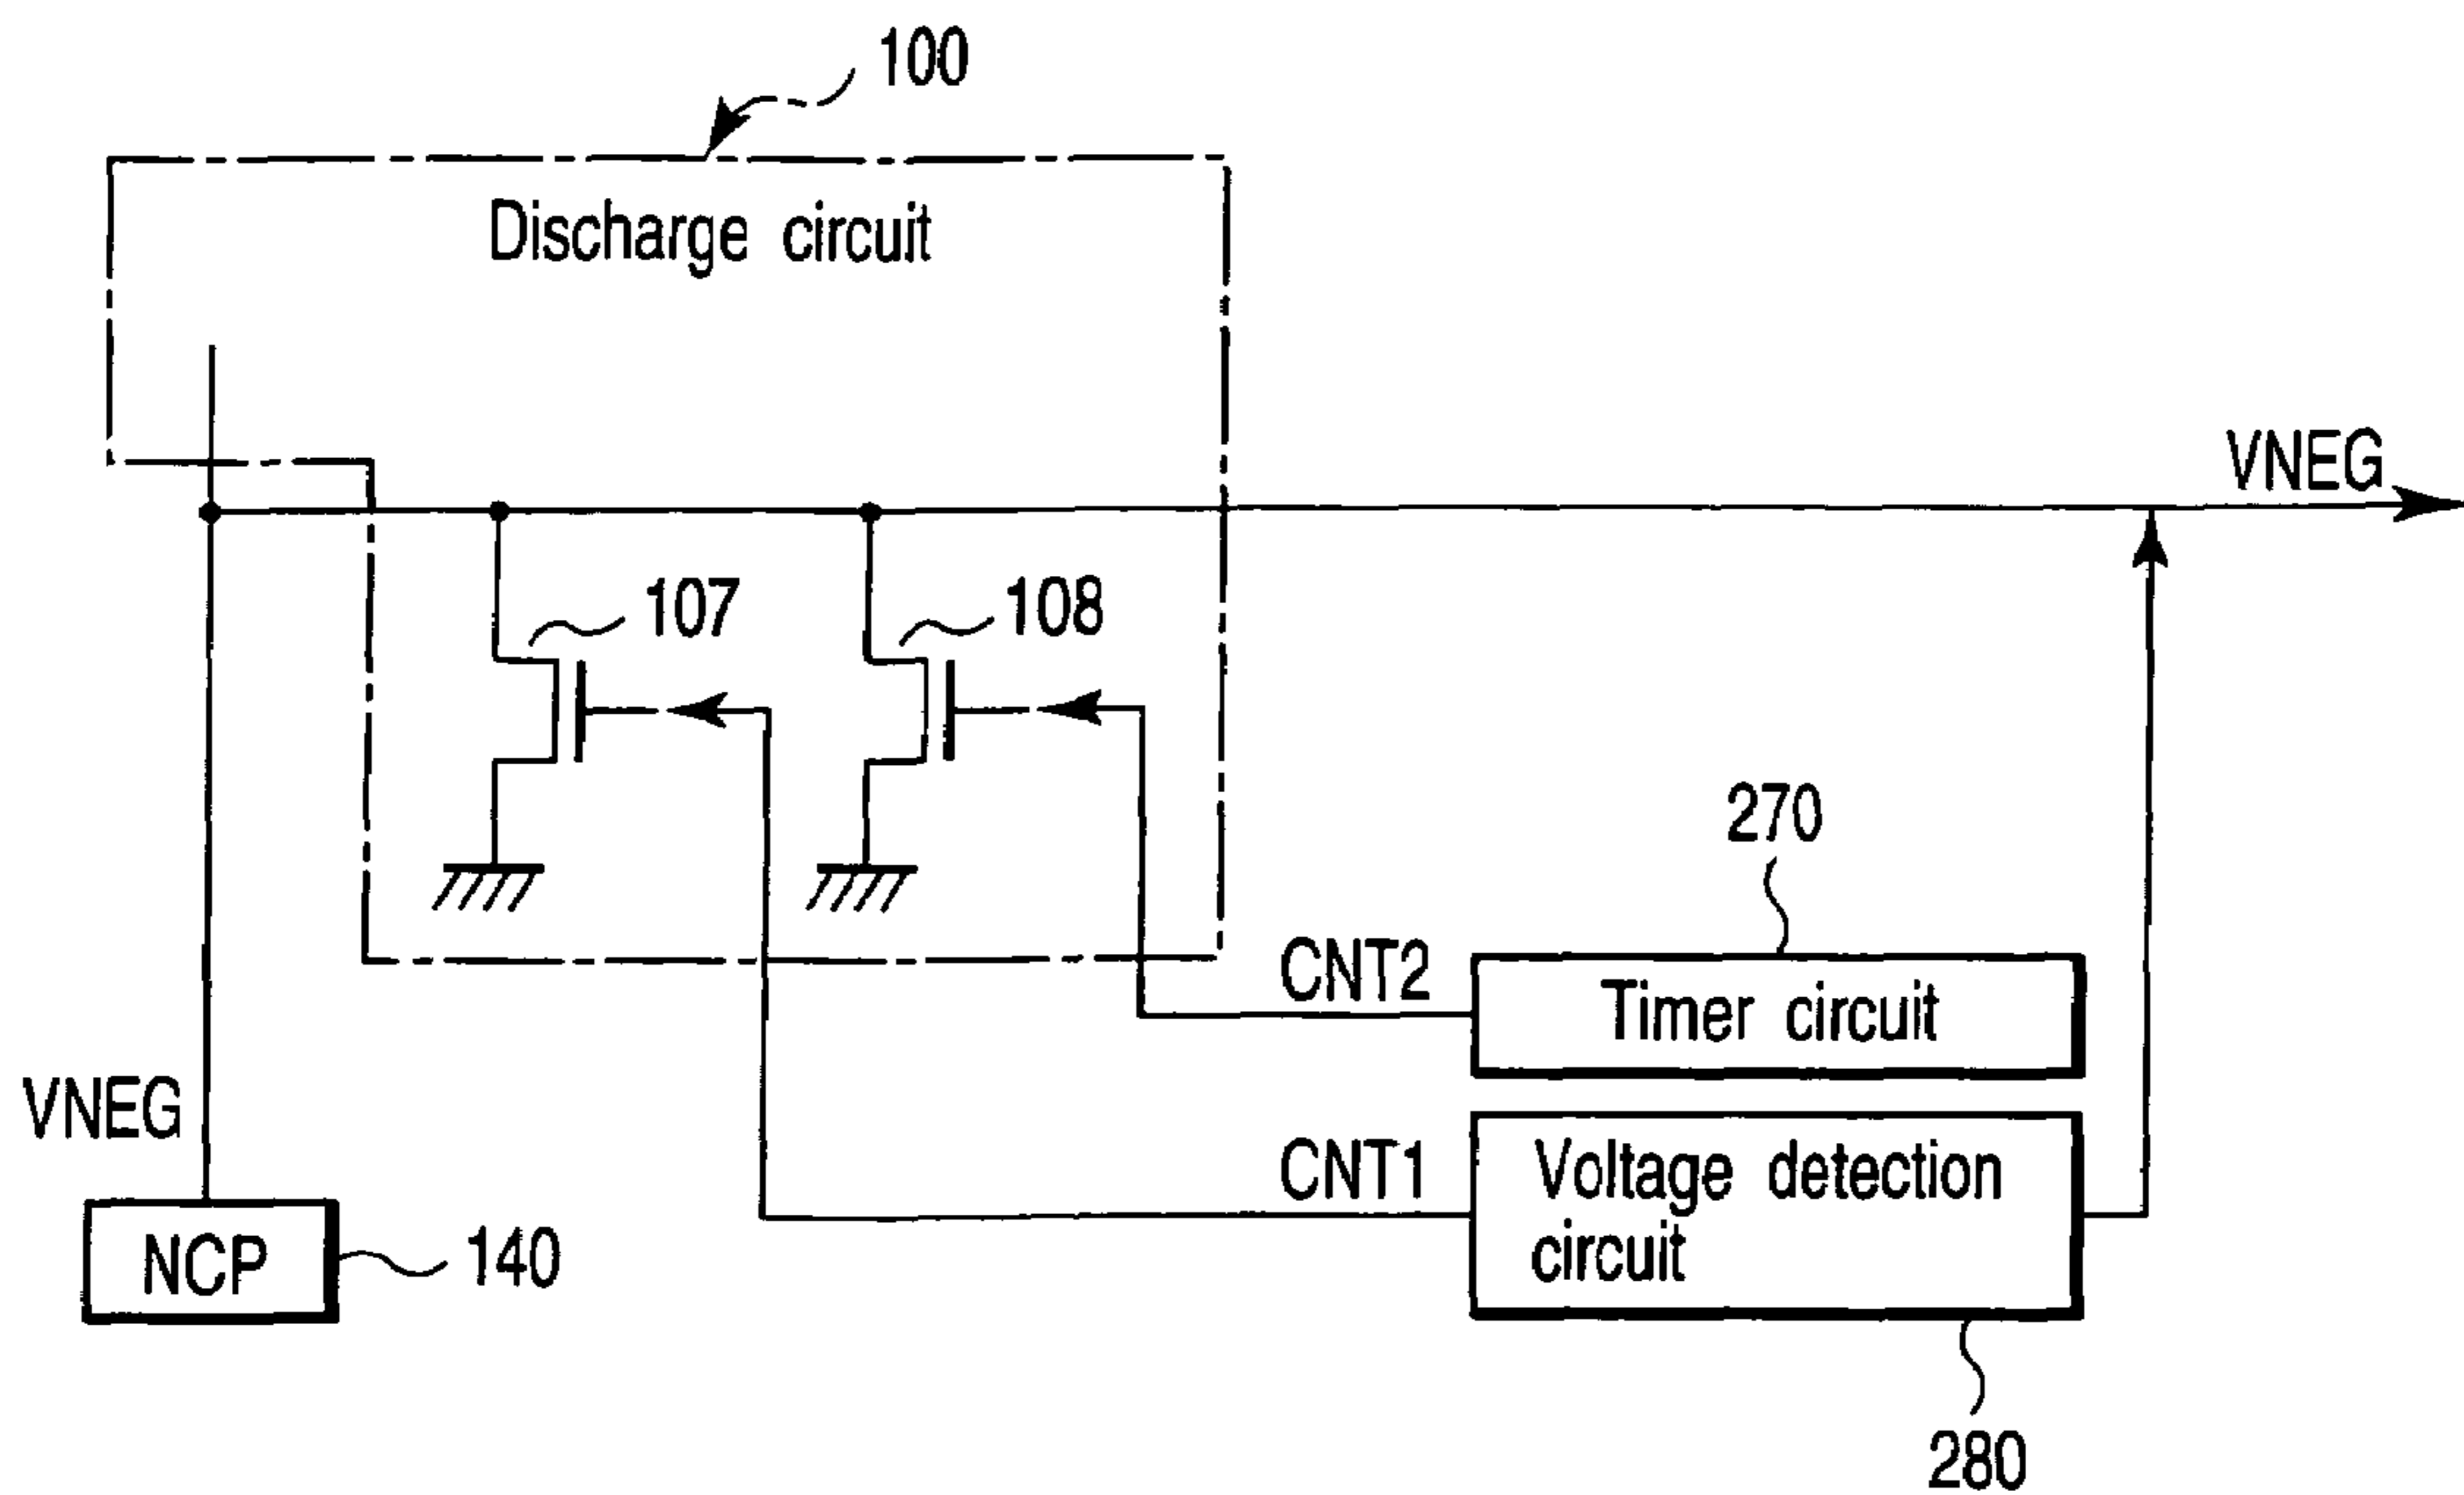 100
Discharge circuit
VNEG
107
108
270
CNT2
Timer circuit
VNEG
CNT1
Voltage detection
circuit
NCP
140
280